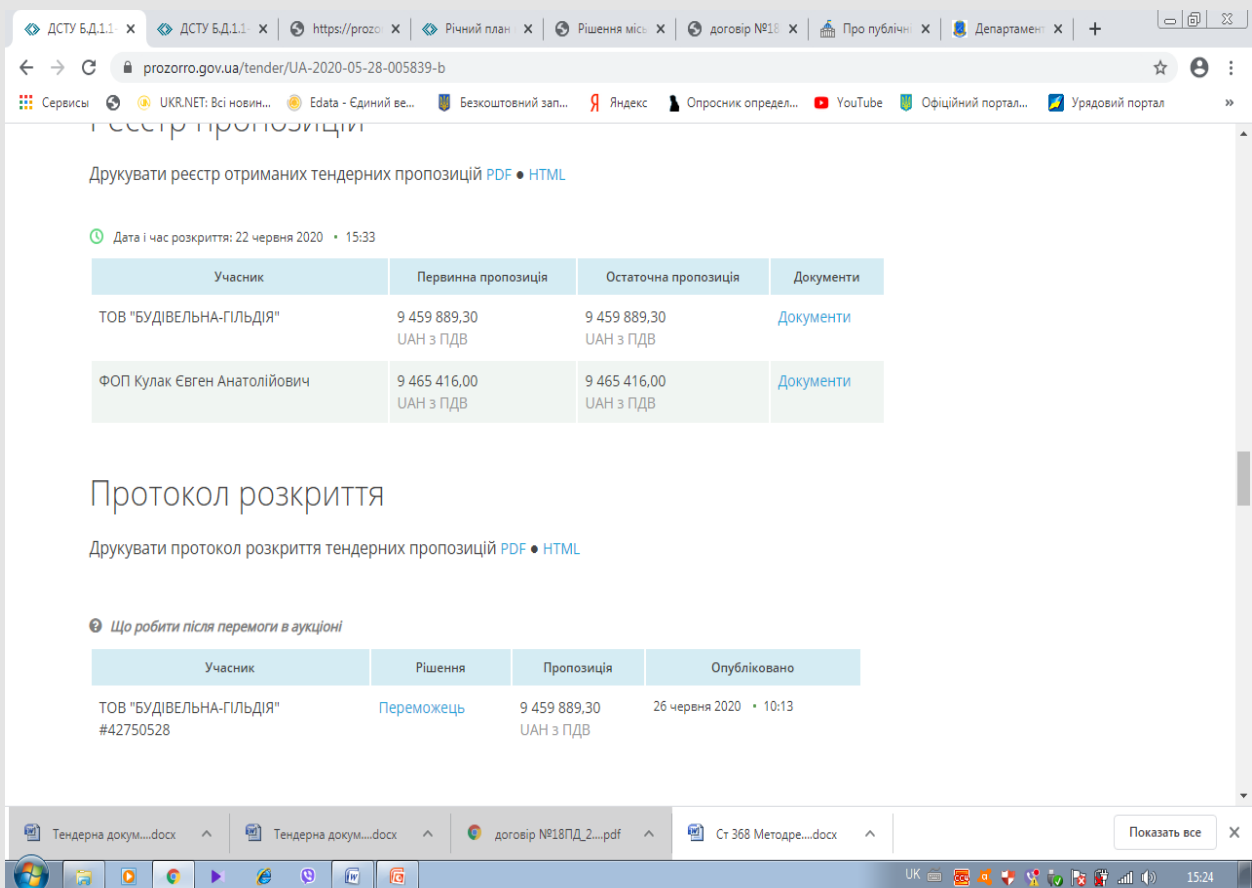 ДСТУ Б.Д.1.1-
ДСТУ Б.Д.1.1-
https://prozo
Річний план
Рішення місь
договір №18
Про публічні
Департамент
prozorro.gov.ua/tender/UA-2020-05-28-005839-b
Сервисы
UKR.NET: Всі новин...
Edata - Єдиний ве...
Безкоштовний зап...
Яндекс
Опросник определ...
YouTube
Офіційний портал...
Урядовий портал
»
Реєстр пропозицій
Друкувати реєстр отриманих тендерних пропозицій PDF ● HTML
Дата і час розкриття: 22 червня 2020 • 15:33
Учасник Первинна пропозиція Остаточна пропозиція Документи
ТОВ "БУДІВЕЛЬНА-ГІЛЬДІЯ" 9 459 889,30 9 459 889,30 Документи
UAH з ПДВ UAH з ПДВ
ФОП Кулак Євген Анатолійович 9 465 416,00 9 465 416,00 Документи
UAH з ПДВ UAH з ПДВ
Протокол розкриття
Друкувати протокол розкриття тендерних пропозицій PDF ● HTML
Що робити після перемоги в аукціоні
Учасник Рішення Пропозиція Опубліковано
ТОВ "БУДІВЕЛЬНА-ГІЛЬДІЯ" Переможець 9 459 889,30 26 червня 2020 • 10:13
#42750528 UAH з ПДВ
Тендерна докум....docx
Тендерна докум....docx
договір №18ПД_2....pdf
Ст 368 Методре....docx
Показать все
UK 15:24